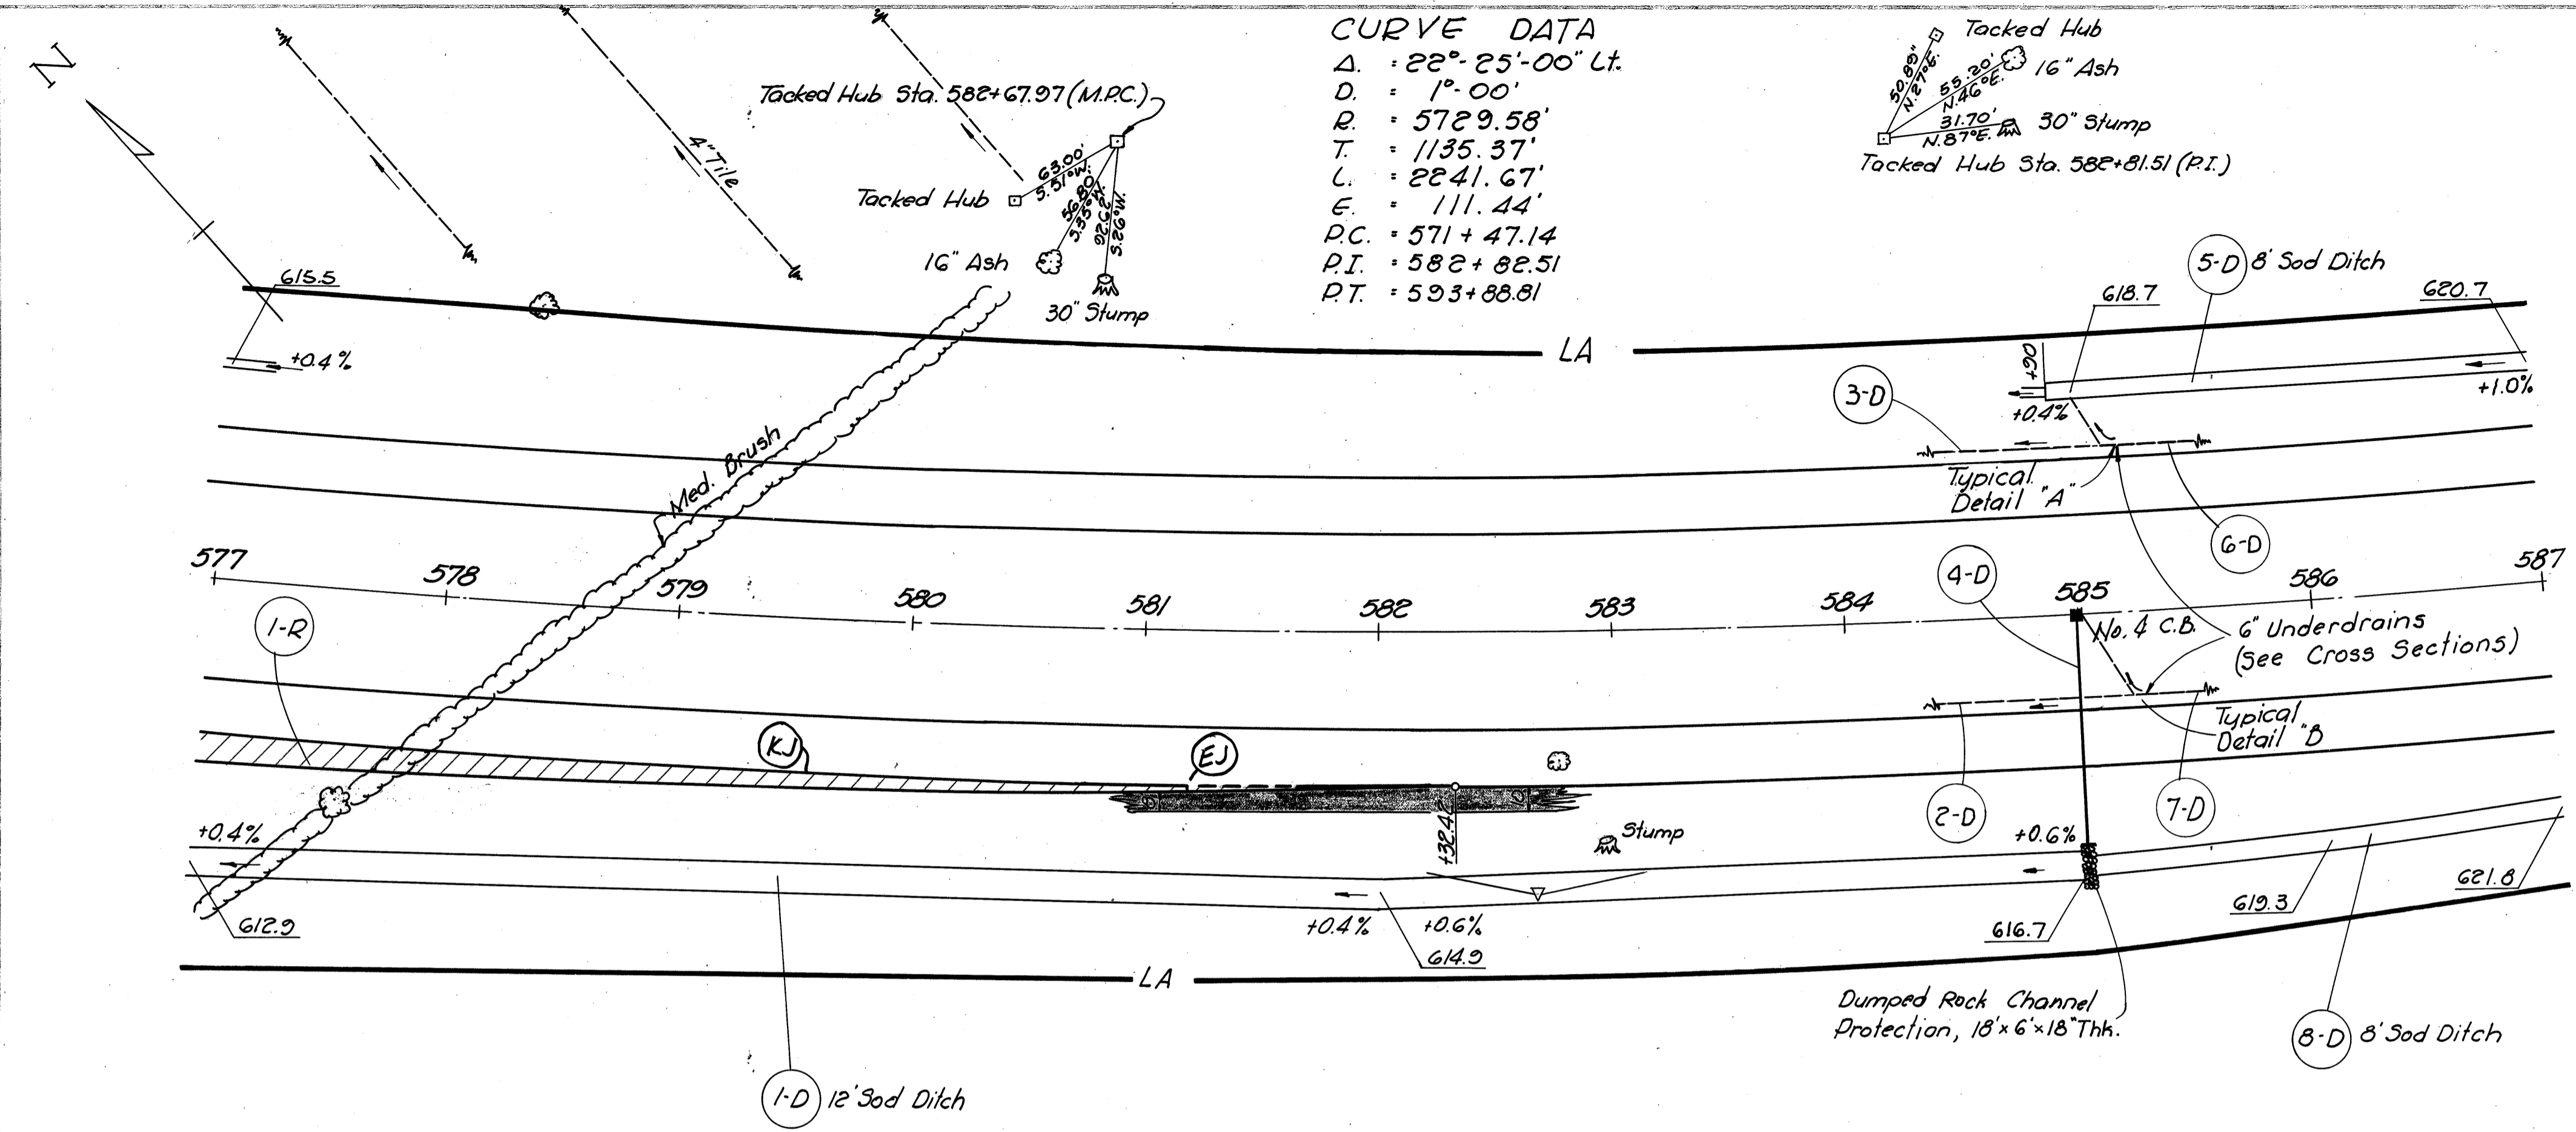 N
Tacked Hub Sta. 582+67.97 (M.P.C.)
63.00'
S.51°W.
56.80'
S.35°W.
92.62'
S.26°W.
Tacked Hub
16" Ash
30" Stump
4" Tile
CURVE DATA
Δ. = 22°-25'-00" Lt.
D. = 1°-00'
R. = 5729.58'
T. = 1135.37'
L. = 2241.67'
E. = 111.44'
P.C. = 571 + 47.14
P.I. = 582 + 82.51
P.T. = 593+88.81
Tacked Hub
50.89"
N.27°E.
55.20'
N.46°E.
16" Ash
31.70'
N.87°E.
30" Stump
Tacked Hub Sta. 582+81.51 (P.I.)
615.5
+0.4%
LA
5-D 8' Sod Ditch
618.7
620.7
+90
+0.4%
+1.0%
3-D
Typical
Detail "A"
6-D
Med. Brush
577
578
579
580
581
582
583
584
585
586
587
4-D
No. 4 C.B.
6" Underdrains
(See Cross Sections)
1-R
KJ
EJ
Typical
Detail "B
2-D
7-D
+32.42
Stump
+0.4%
612.9
+0.4%
+0.6%
614.9
+0.6%
616.7
619.3
621.8
LA
Dumped Rock Channel
Protection, 18'x6'x18"Thk.
8-D 8' Sod Ditch
1-D 12' Sod Ditch